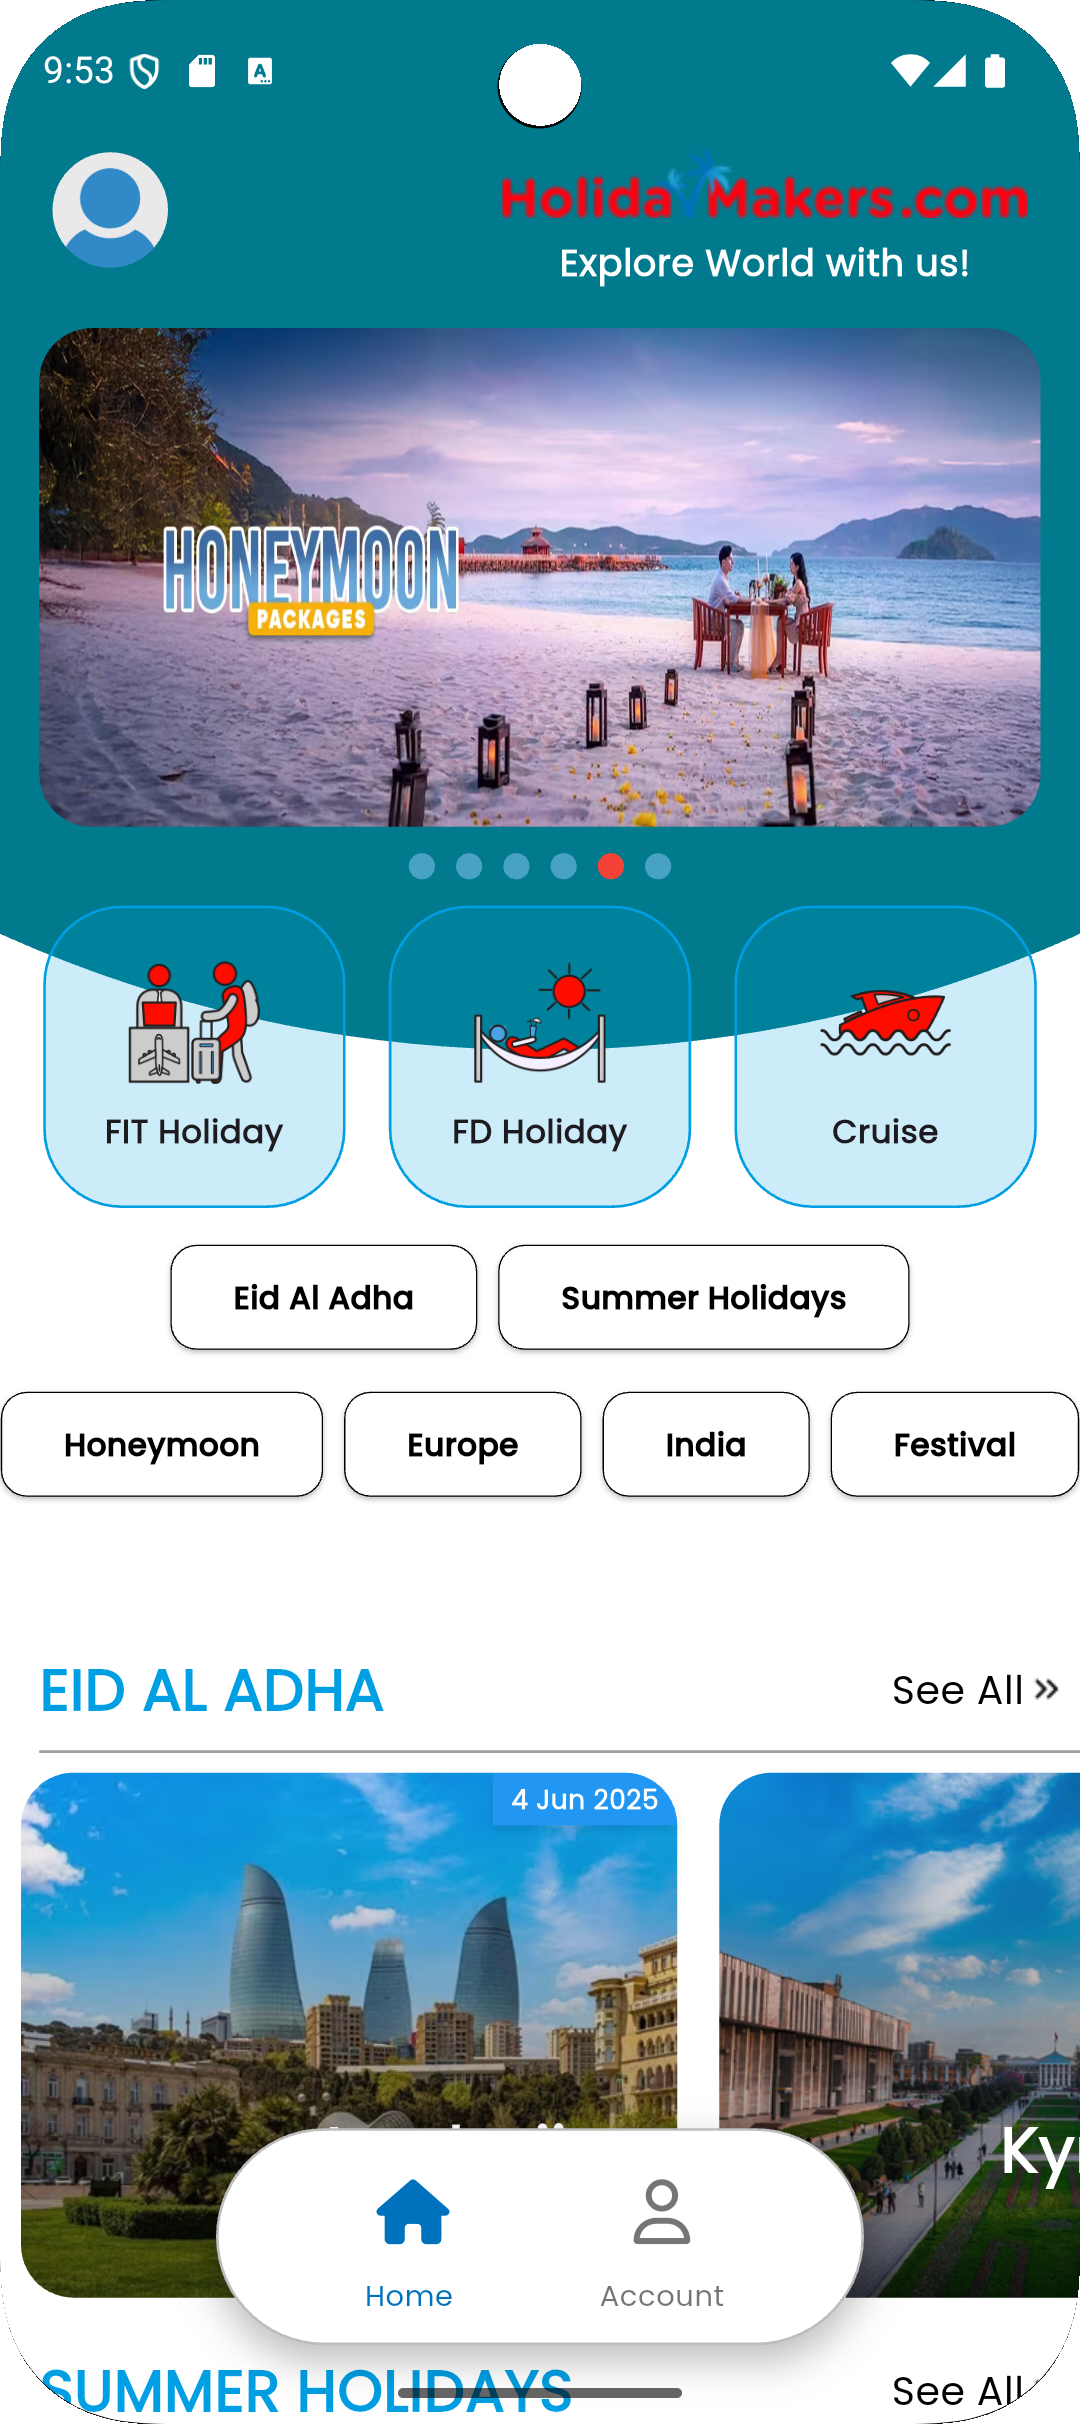 9:53
Holida Makers.com
Explore World with us!
HONEYMOON
PACKAGES
FIT Holiday
FD Holiday
Cruise
Eid Al Adha
Summer Holidays
Honeymoon
Europe
India
Festival
EID AL ADHA
See All »
4 Jun 2025
Ky
Home
Account
SUMMER HOLIDAYS
See All